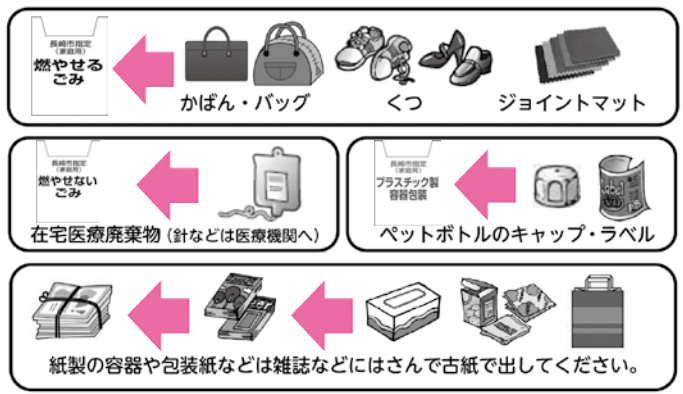 長崎市指定
(家庭用)
燃やせる
ごみ
かばん・バッグ
くつ
ジョイントマット
長崎市指定
(家庭用)
燃やせない
ごみ
在宅医療廃棄物(針などは医療機関へ)
長崎市指定
(家庭用)
プラスチック製
容器包装
Label
ペットボトルのキャップ・ラベル
紙製の容器や包装紙などは雑誌などにはさんで古紙で出してください。